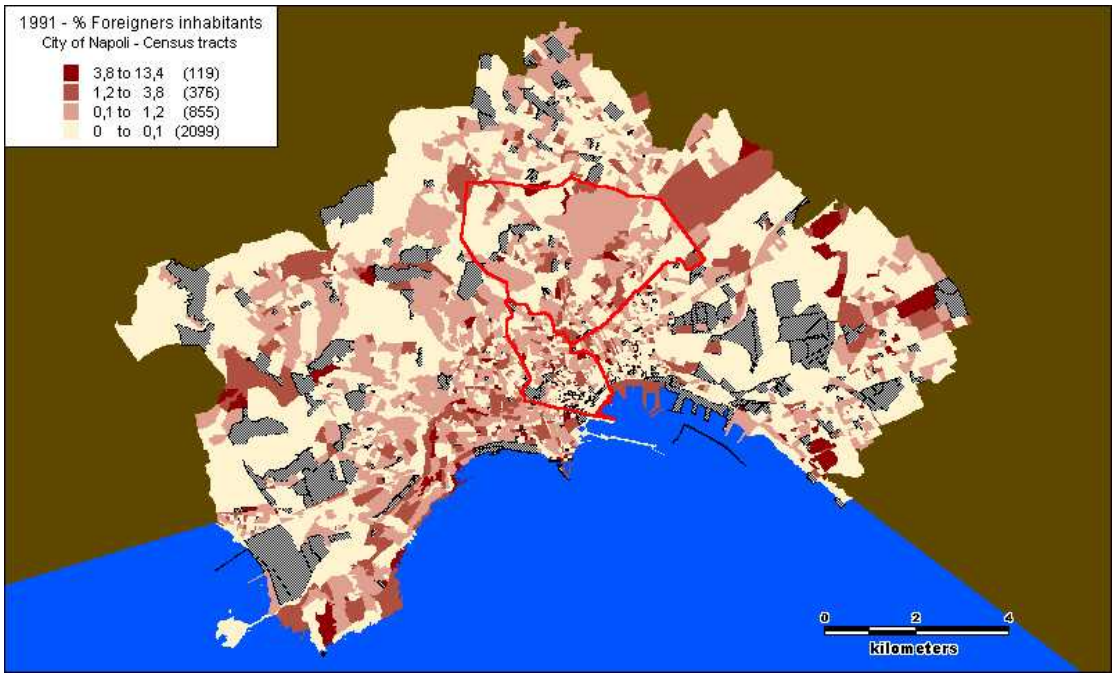 1991 - % Foreigners inhabitants
City of Napoli - Census tracts
3,8 to 13,4 (119)
1,2 to 3,8 (376)
0,1 to 1,2 (855)
0 to 0,1 (2099)
0 2 4
kilometers